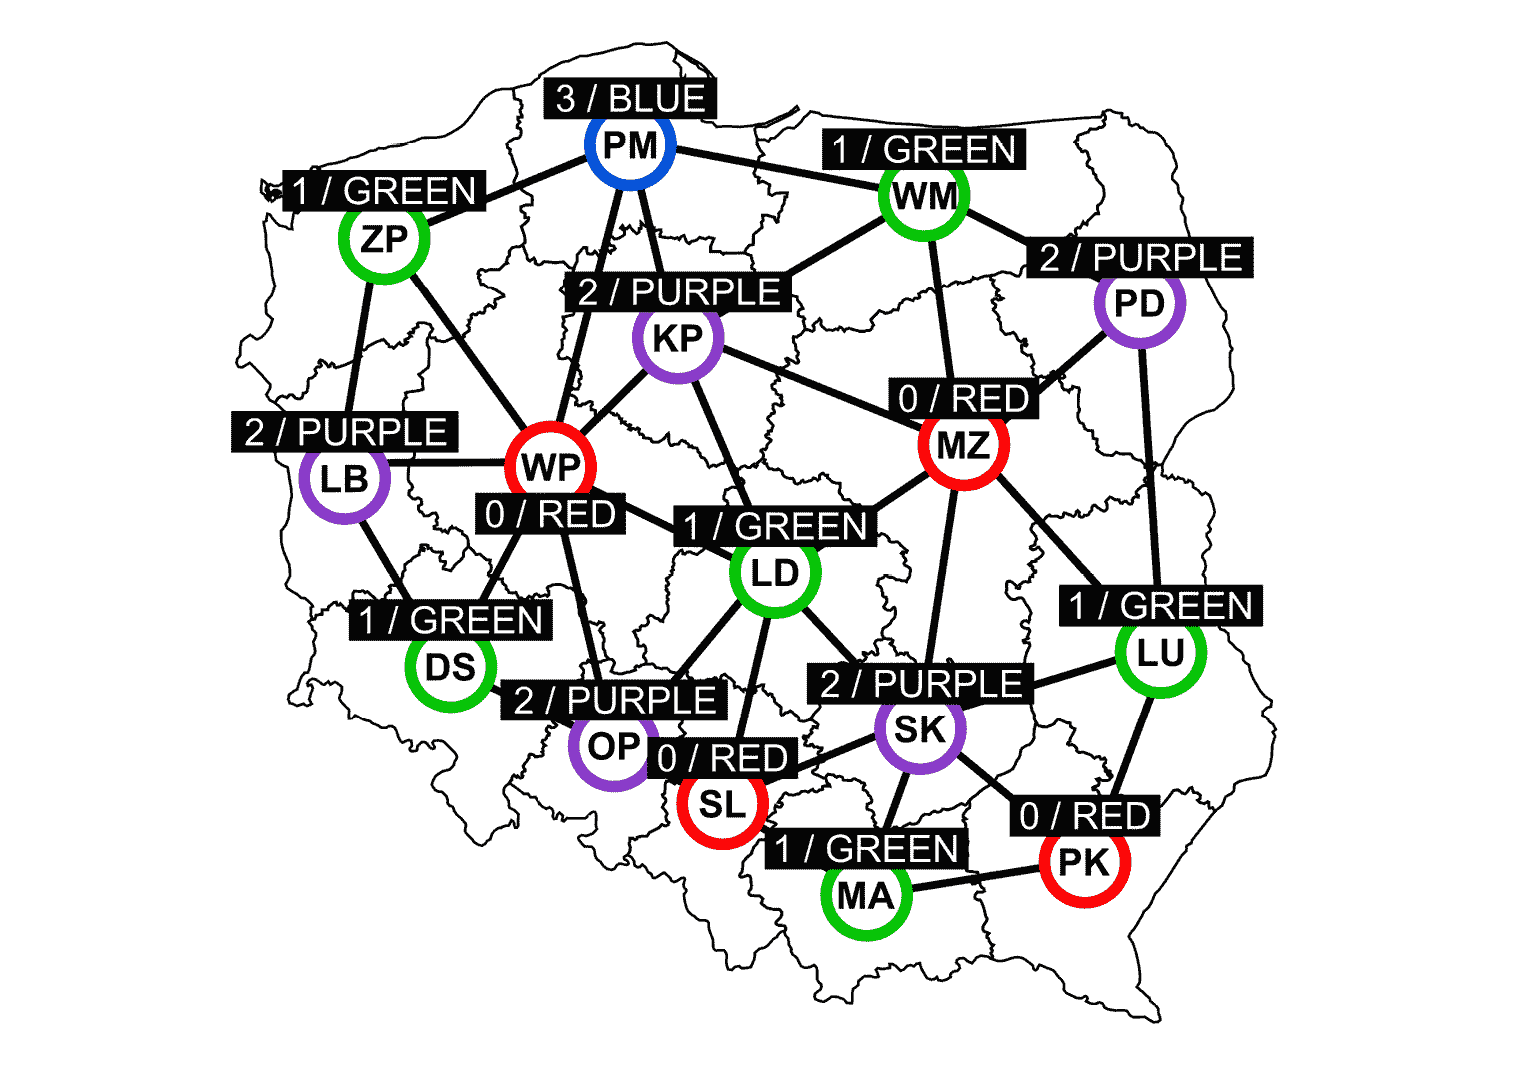 3 / BLUE
PM
1 / GREEN
WM
1 / GREEN
ZP
2 / PURPLE
PD
2 / PURPLE
KP
0 / RED
MZ
2 / PURPLE
LB
WP
0 / RED
1 / GREEN
LD
1 / GREEN
LU
1 / GREEN
DS
2 / PURPLE
OP
2 / PURPLE
SK
0 / RED
SL
0 / RED
PK
1 / GREEN
MA